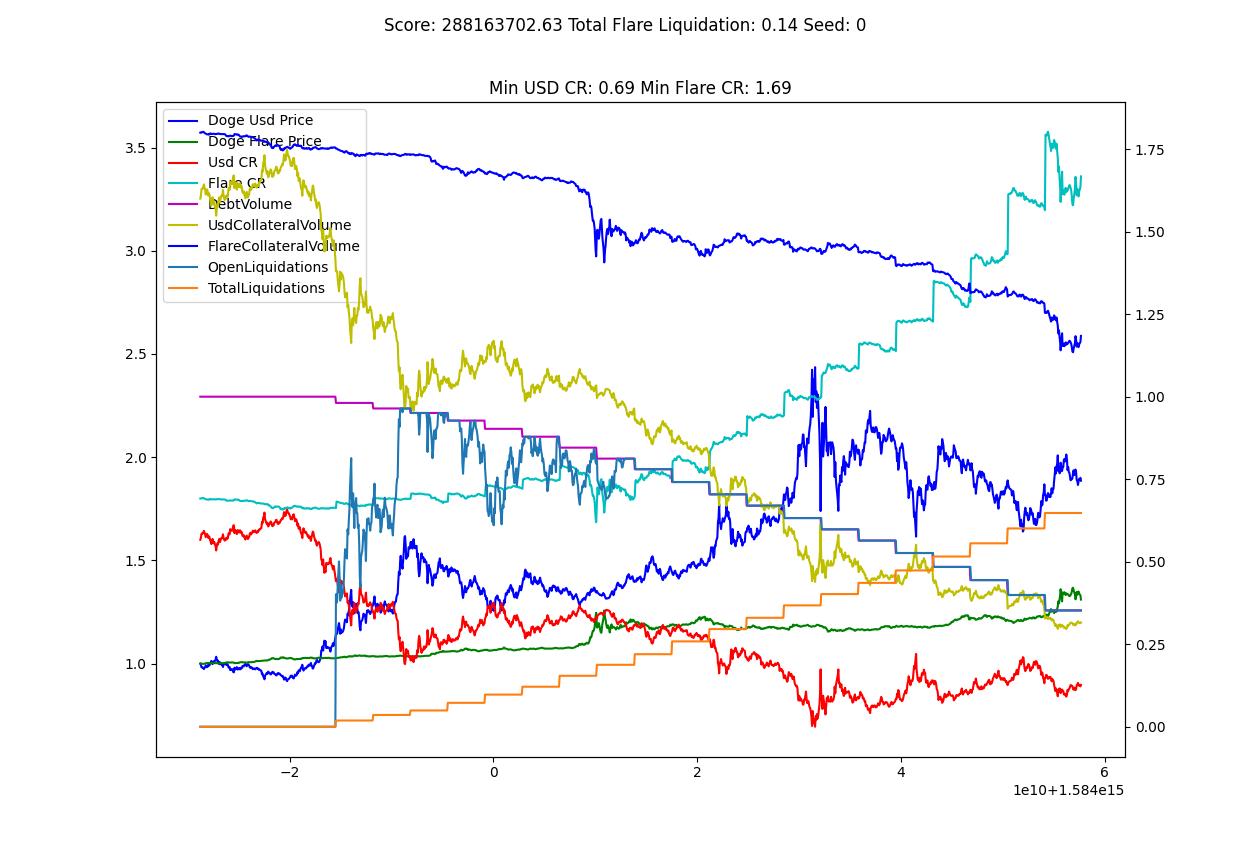 Score: 288163702.63 Total Flare Liquidation: 0.14 Seed: 0
Min USD CR: 0.69 Min Flare CR: 1.69
Doge Usd Price
Doge Flare Price
Usd CR
Flare CR
DebtVolume
UsdCollateralVolume
FlareCollateralVolume
OpenLiquidations
TotalLiquidations
3.5
3.0
2.5
2.0
1.5
1.0
1.75
1.50
1.25
1.00
0.75
0.50
0.25
0.00
−2 0 2 4 6
1e10+1.584e15